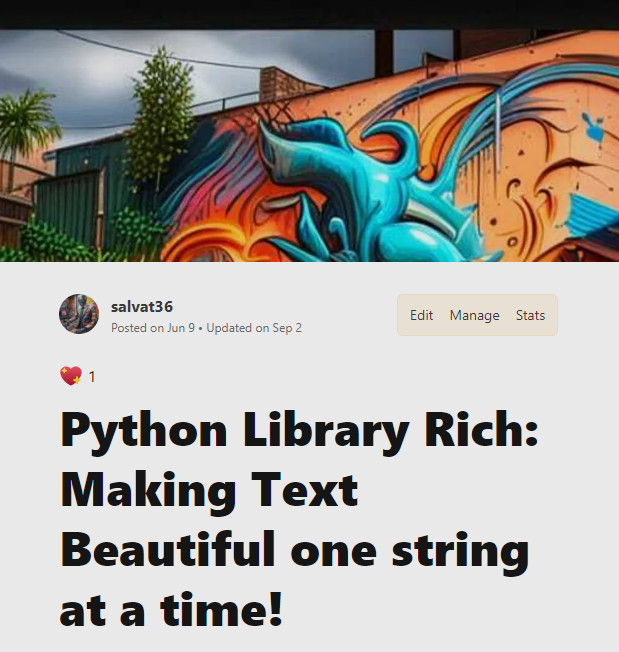 salvat36
Posted on Jun 9 • Updated on Sep 2
Edit Manage Stats
1
Python Library Rich:
Making Text
Beautiful one string
at a time!